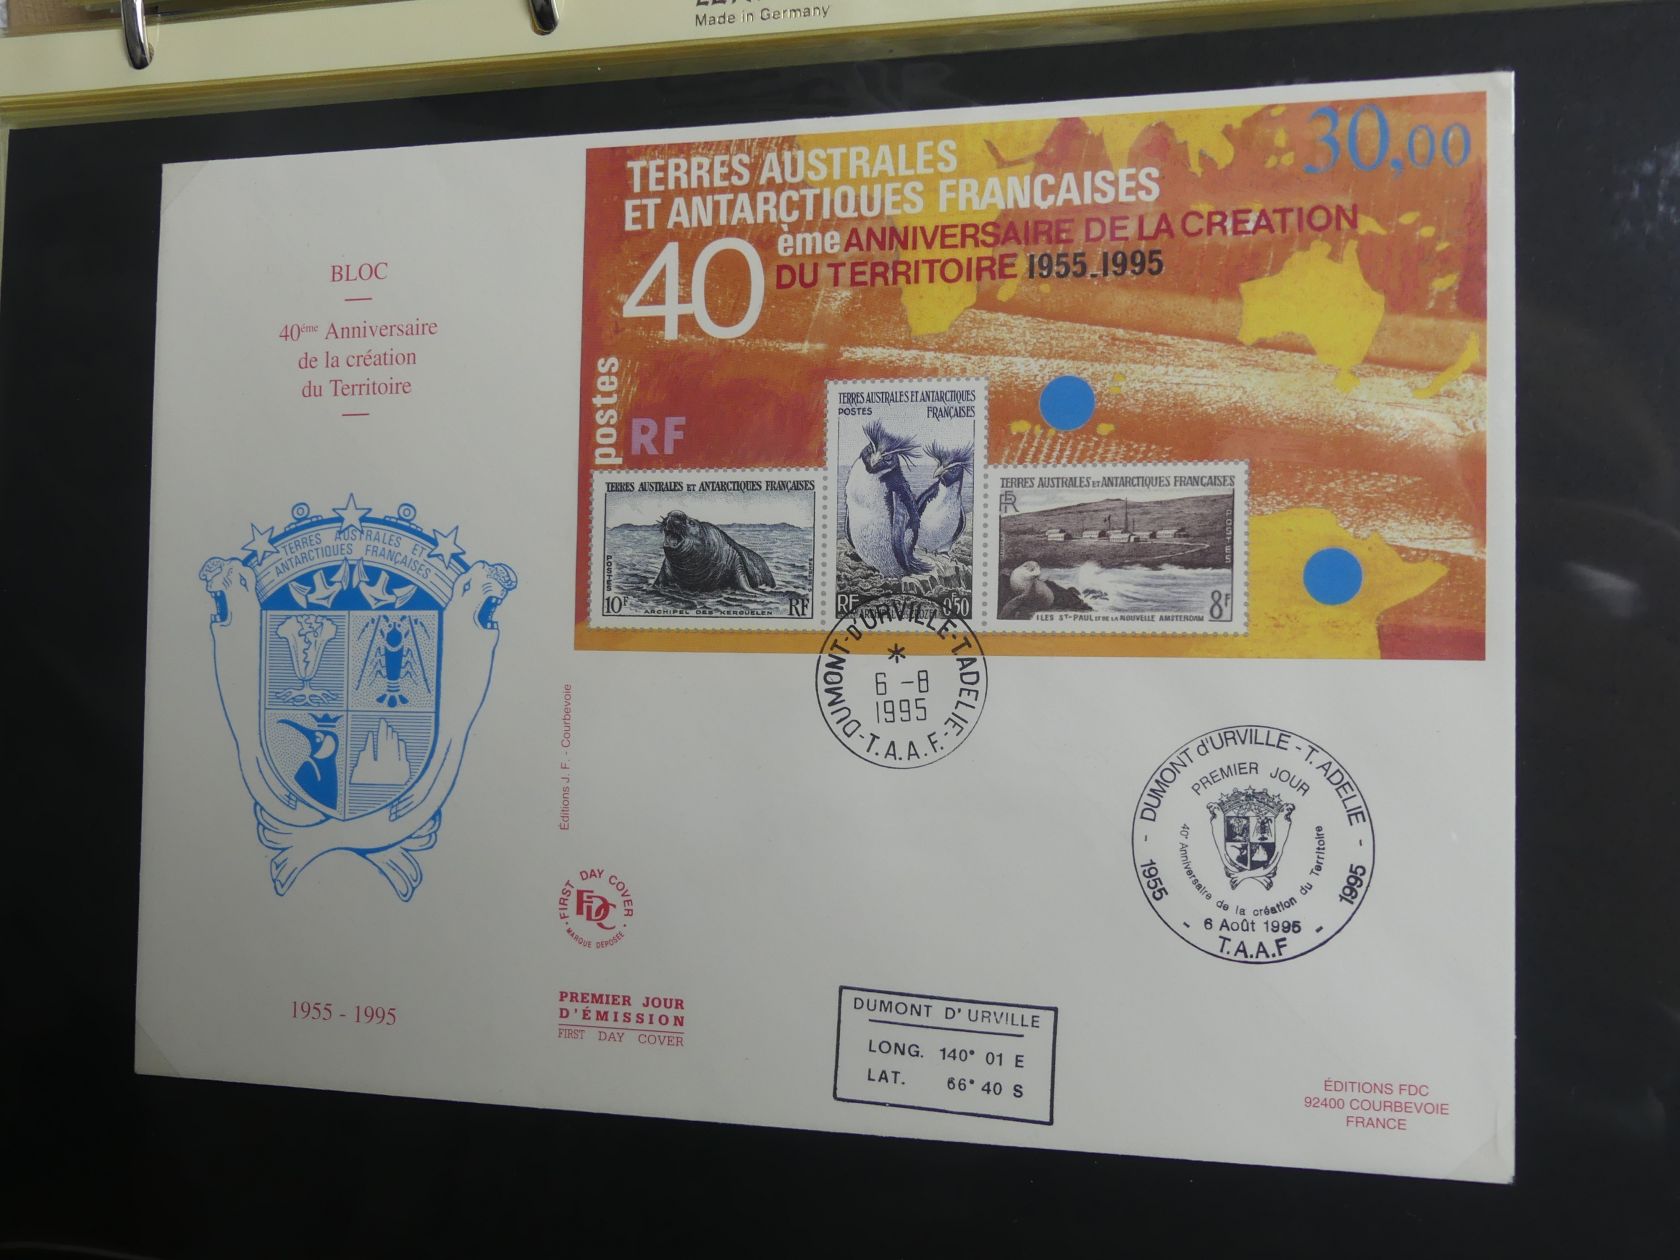 Made in Germany
BLOC
40ème Anniversaire
de la création
du Territoire
TERRES AUSTRALES ET
ANTARCTIQUES FRANÇAISES
1955 - 1995
30,00
TERRES AUSTRALES
ET ANTARCTIQUES FRANÇAISES
40ème ANNIVERSAIRE DE LA CREATION
DU TERRITOIRE 1955-1995
postes
RF
TERRES AUSTRALES ET ANTARCTIQUES FRANÇAISES
POSTES
10F
ARCHIPEL DES KERGUELEN
RF
TERRES AUSTRALES ET ANTARCTIQUES
POSTES FRANÇAISES
RF
TERRES AUSTRALES ET ANTARCTIQUES FRANÇAISES
RF
POSTES
ILES ST-PAUL ET DE LA NOUVELLE AMSTERDAM
8F
DUMONT-D'URVILLE-T.ADELIE
6 -8
1995
-T.A.A.F.-
Éditions J. F. - Courbevoie
FIRST DAY COVER
FDC
MARQUE DÉPOSÉE
PREMIER JOUR
D'ÉMISSION
FIRST DAY COVER
DUMONT d'URVILLE - T. ADELIE
PREMIER JOUR
40e Anniversaire de la création du Territoire
- 1955 - 1995 -
- 6 Août 1995 -
T.A.A.F
DUMONT D'URVILLE
LONG. 140° 01 E
LAT. 66° 40 S
ÉDITIONS FDC
92400 COURBEVOIE
FRANCE